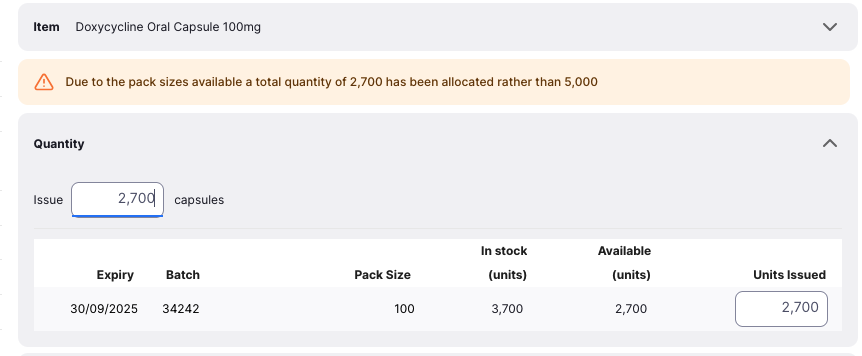 Item Doxycycline Oral Capsule 100mg
Due to the pack sizes available a total quantity of 2,700 has been allocated rather than 5,000
Quantity
Issue 2,700 capsules
In stock Available
Expiry Batch Pack Size (units) (units) Units Issued
30/09/2025 34242 100 3,700 2,700 2,700